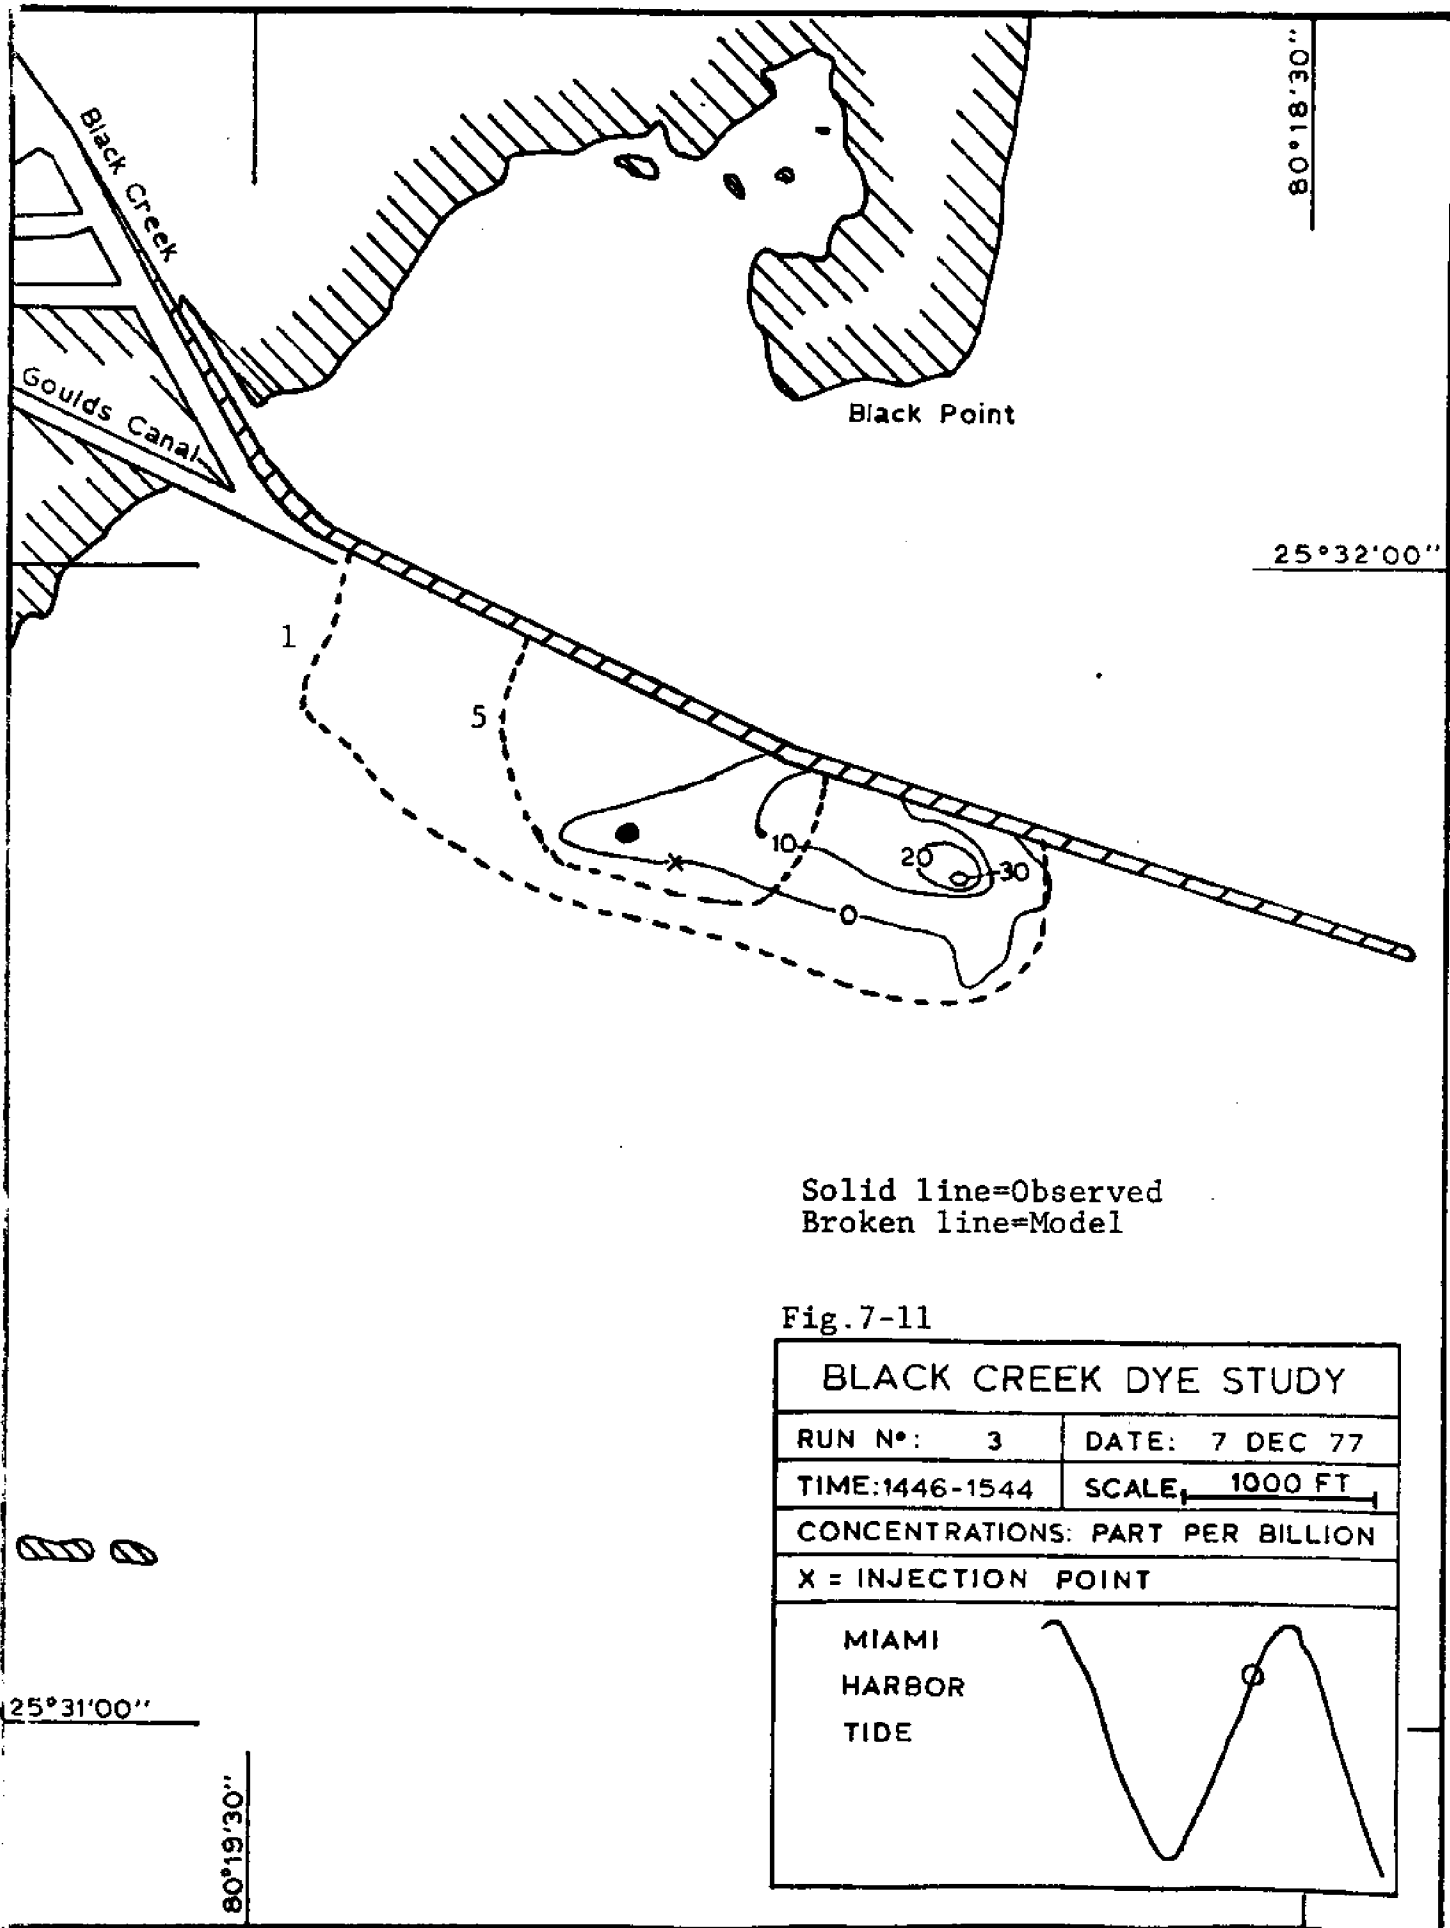 80°18'30"
Black Creek
Goulds Canal
Black Point
25°32'00"
1
5
10
20
30
0
x
Solid line=Observed
Broken line=Model
Fig.7-11
BLACK CREEK DYE STUDY
RUN Nº: 3
DATE: 7 DEC 77
TIME:1446-1544
SCALE 1000 FT
CONCENTRATIONS: PART PER BILLION
X = INJECTION POINT
MIAMI
HARBOR
TIDE
25°31'00"
80°19'30"